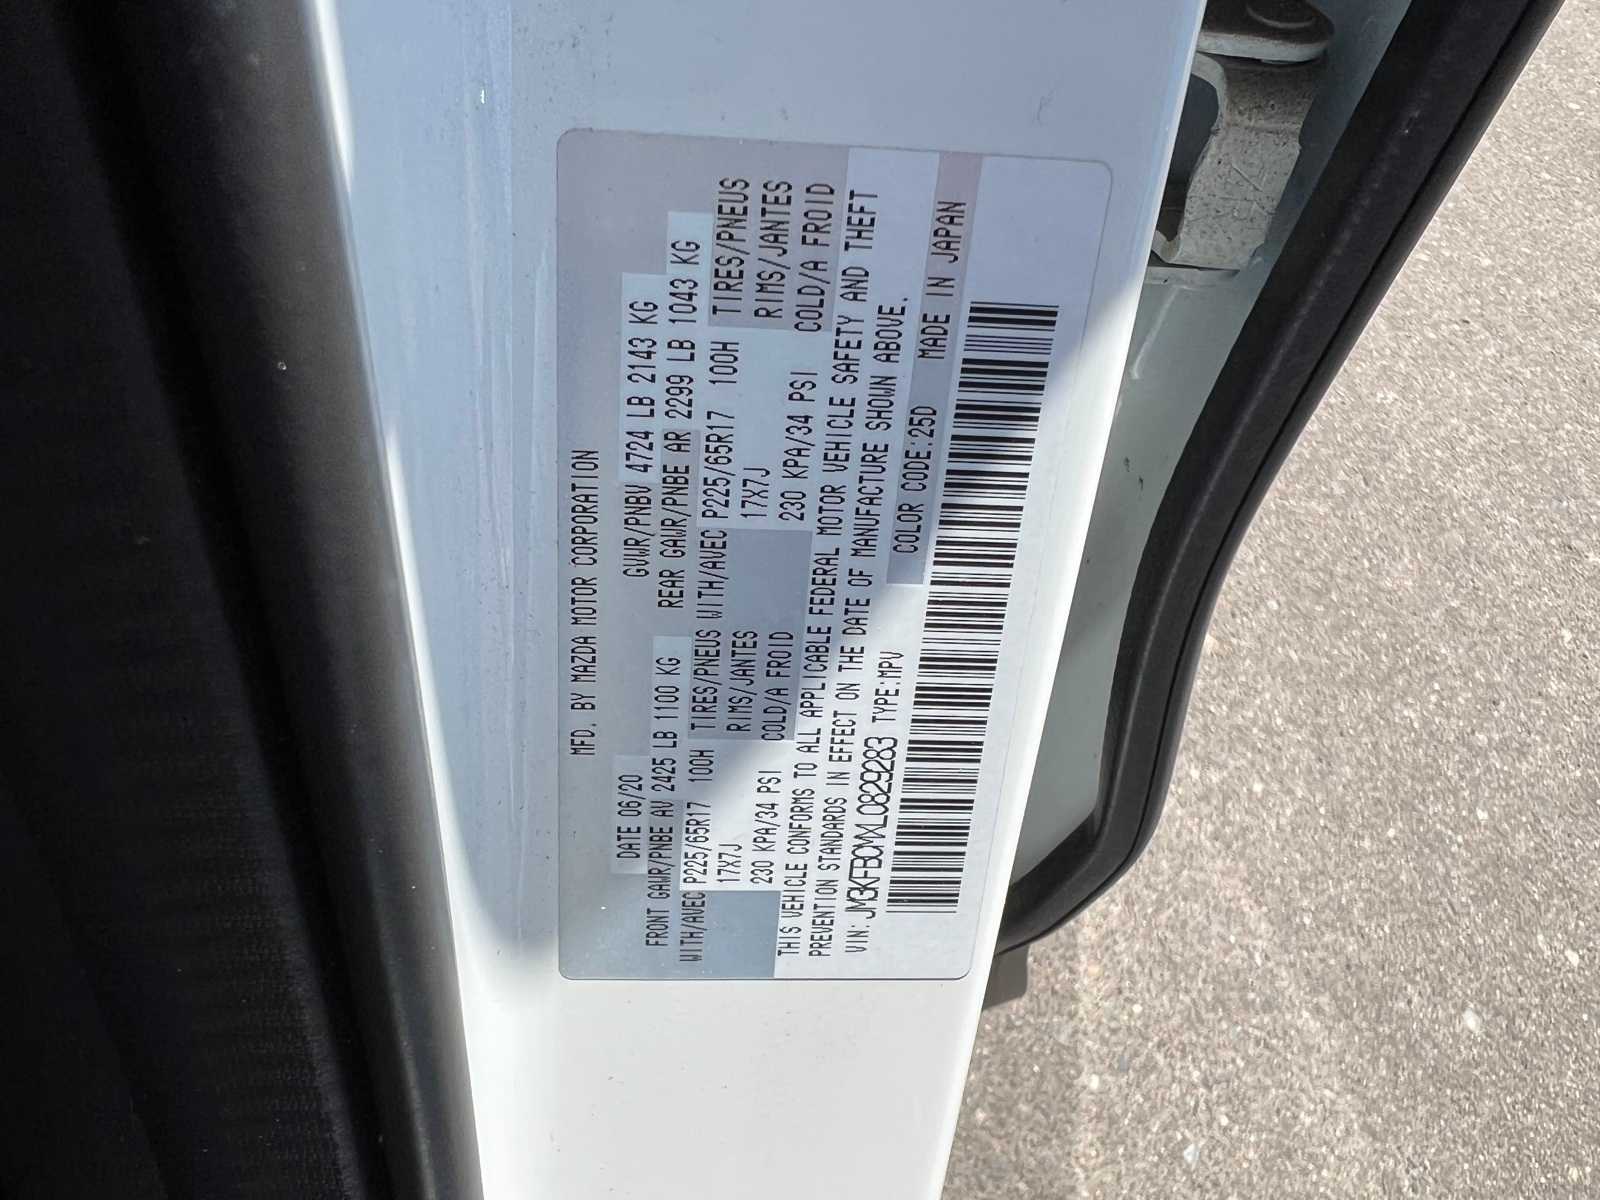 MFD. BY MAZDA MOTOR CORPORATION
DATE 06/20 GVWR/PNBV 4724 LB 2143 KG
FRONT GAWR/PNBE AV 2425 LB 1100 KG REAR GAWR/PNBE AR 2299 LB 1043 KG
WITH/AVEC P225/65R17 100H TIRES/PNEUS WITH/AVEC P225/65R17 100H TIRES/PNEUS
17X7J RIMS/JANTES 17X7J RIMS/JANTES
230 KPA/34 PSI COLD/A FROID 230 KPA/34 PSI COLD/A FROID
THIS VEHICLE CONFORMS TO ALL APPLICABLE FEDERAL MOTOR VEHICLE SAFETY AND THEFT
PREVENTION STANDARDS IN EFFECT ON THE DATE OF MANUFACTURE SHOWN ABOVE.
VIN: JM3KFBCMXL0829283 TYPE:MPV COLOR CODE:25D MADE IN JAPAN